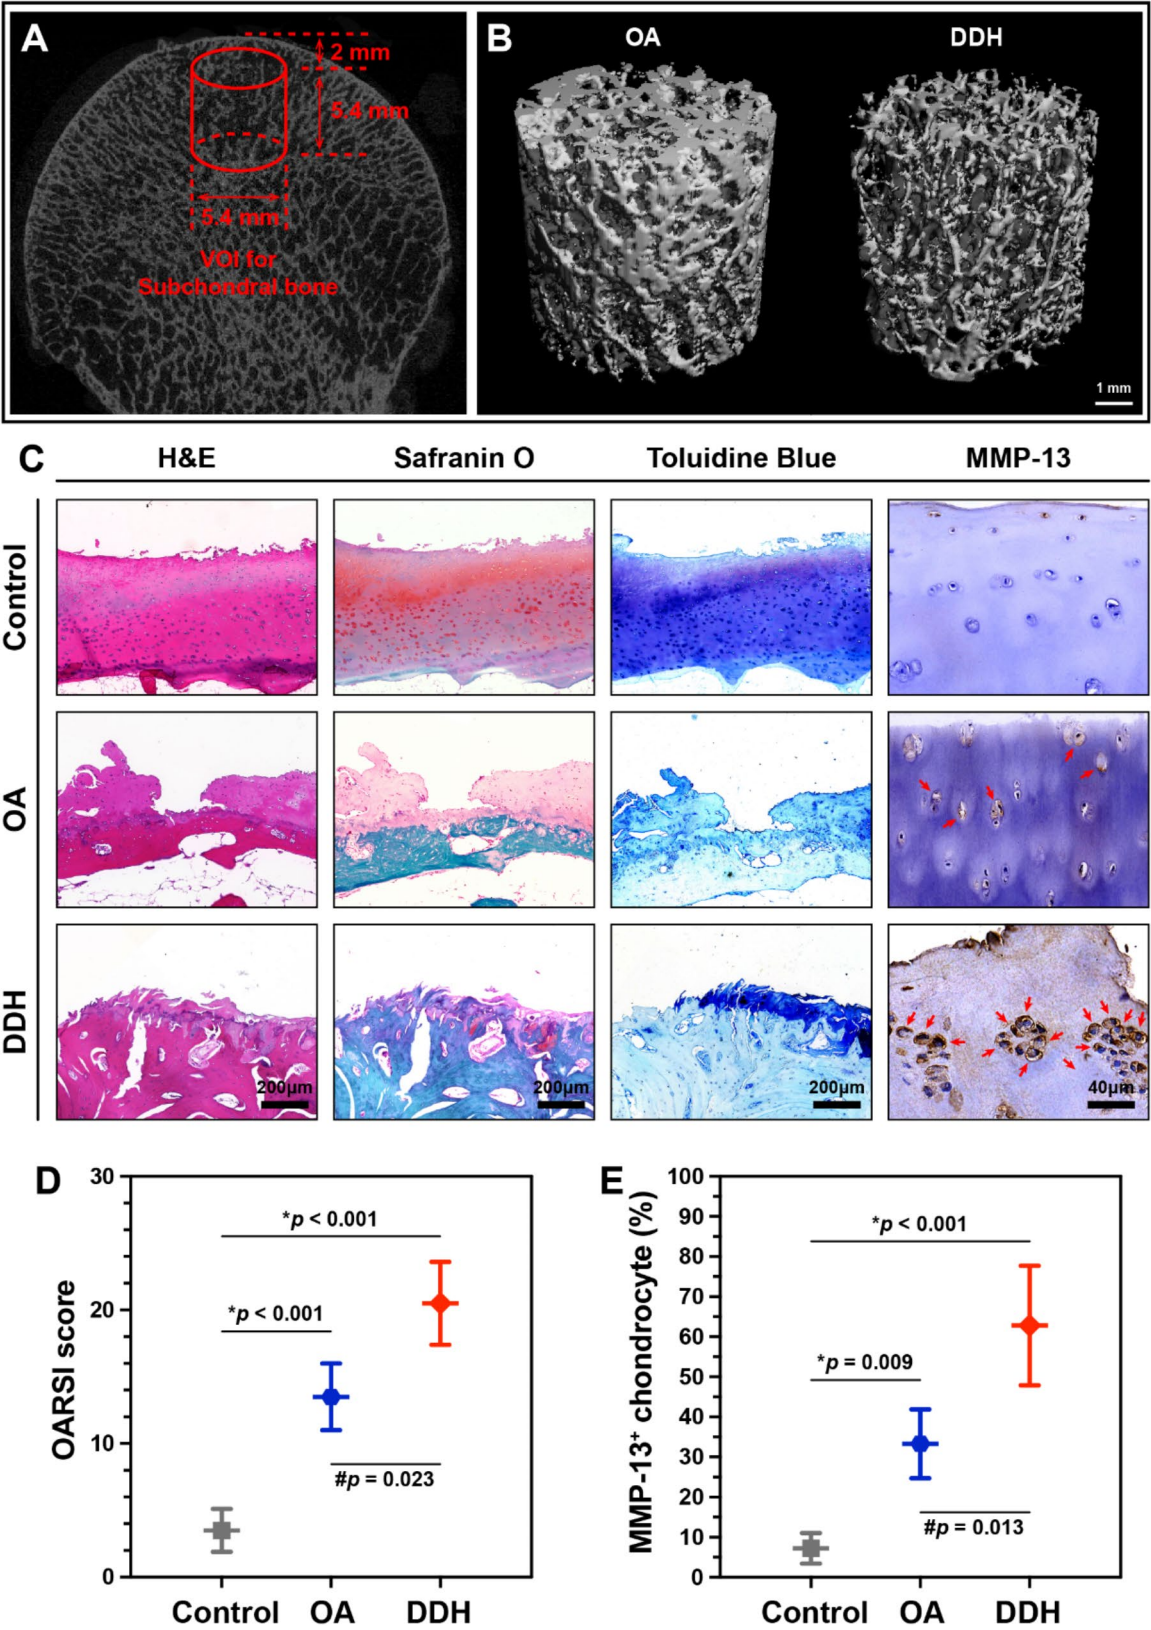 A
2 mm
5.4 mm
5.4 mm
VOI for
Subchondral bone
B
OA
DDH
1 mm
C
H&E
Safranin O
Toluidine Blue
MMP-13
Control
OA
DDH
200μm
200μm
200μm
40μm
D
OARSI score
30
20
10
0
*p < 0.001
*p < 0.001
#p = 0.023
Control
OA
DDH
E
MMP-13⁺ chondrocyte (%)
100
90
80
70
60
50
40
30
20
10
0
*p < 0.001
*p = 0.009
#p = 0.013
Control
OA
DDH